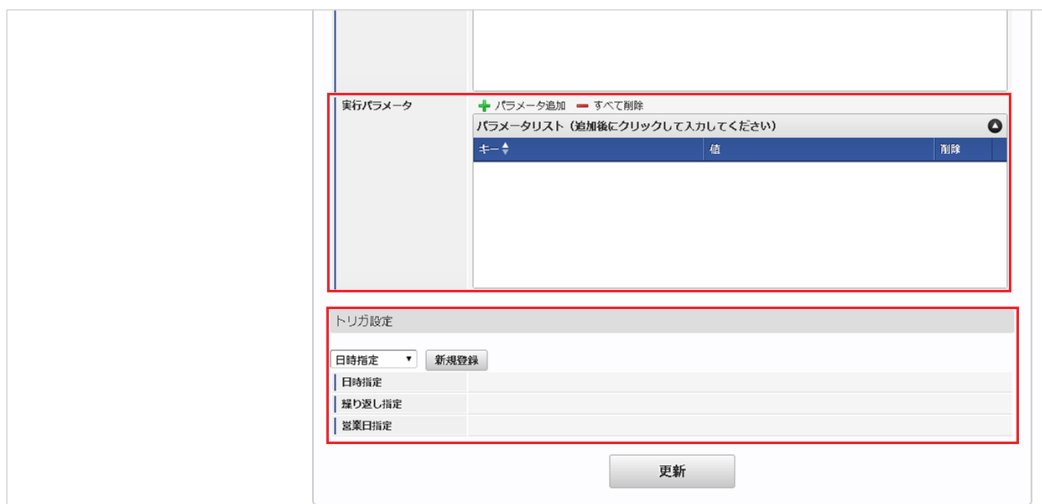 実行パラメータ
パラメータ追加 すべて削除
パラメータリスト（追加後にクリックして入力してください）
キー 値 削除
トリガ設定
日時指定 新規登録
日時指定
繰り返し指定
営業日指定
更新